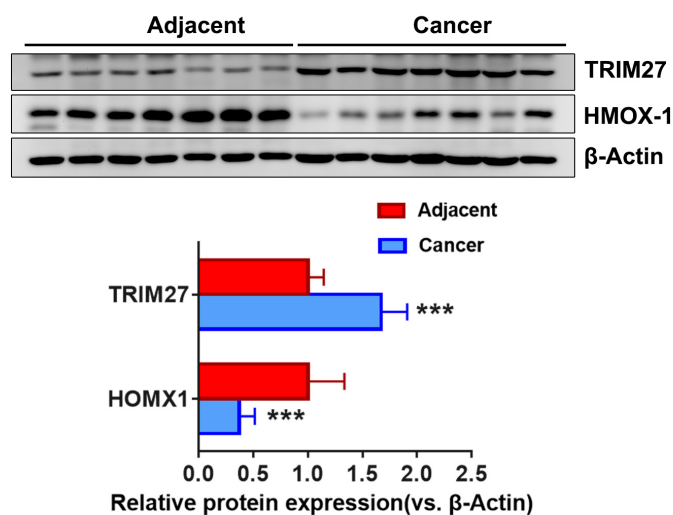 Adjacent Cancer
TRIM27
HMOX-1
β-Actin
Adjacent
Cancer
TRIM27
***
HOMX1
***
0.0 0.5 1.0 1.5 2.0 2.5
Relative protein expression(vs. β-Actin)